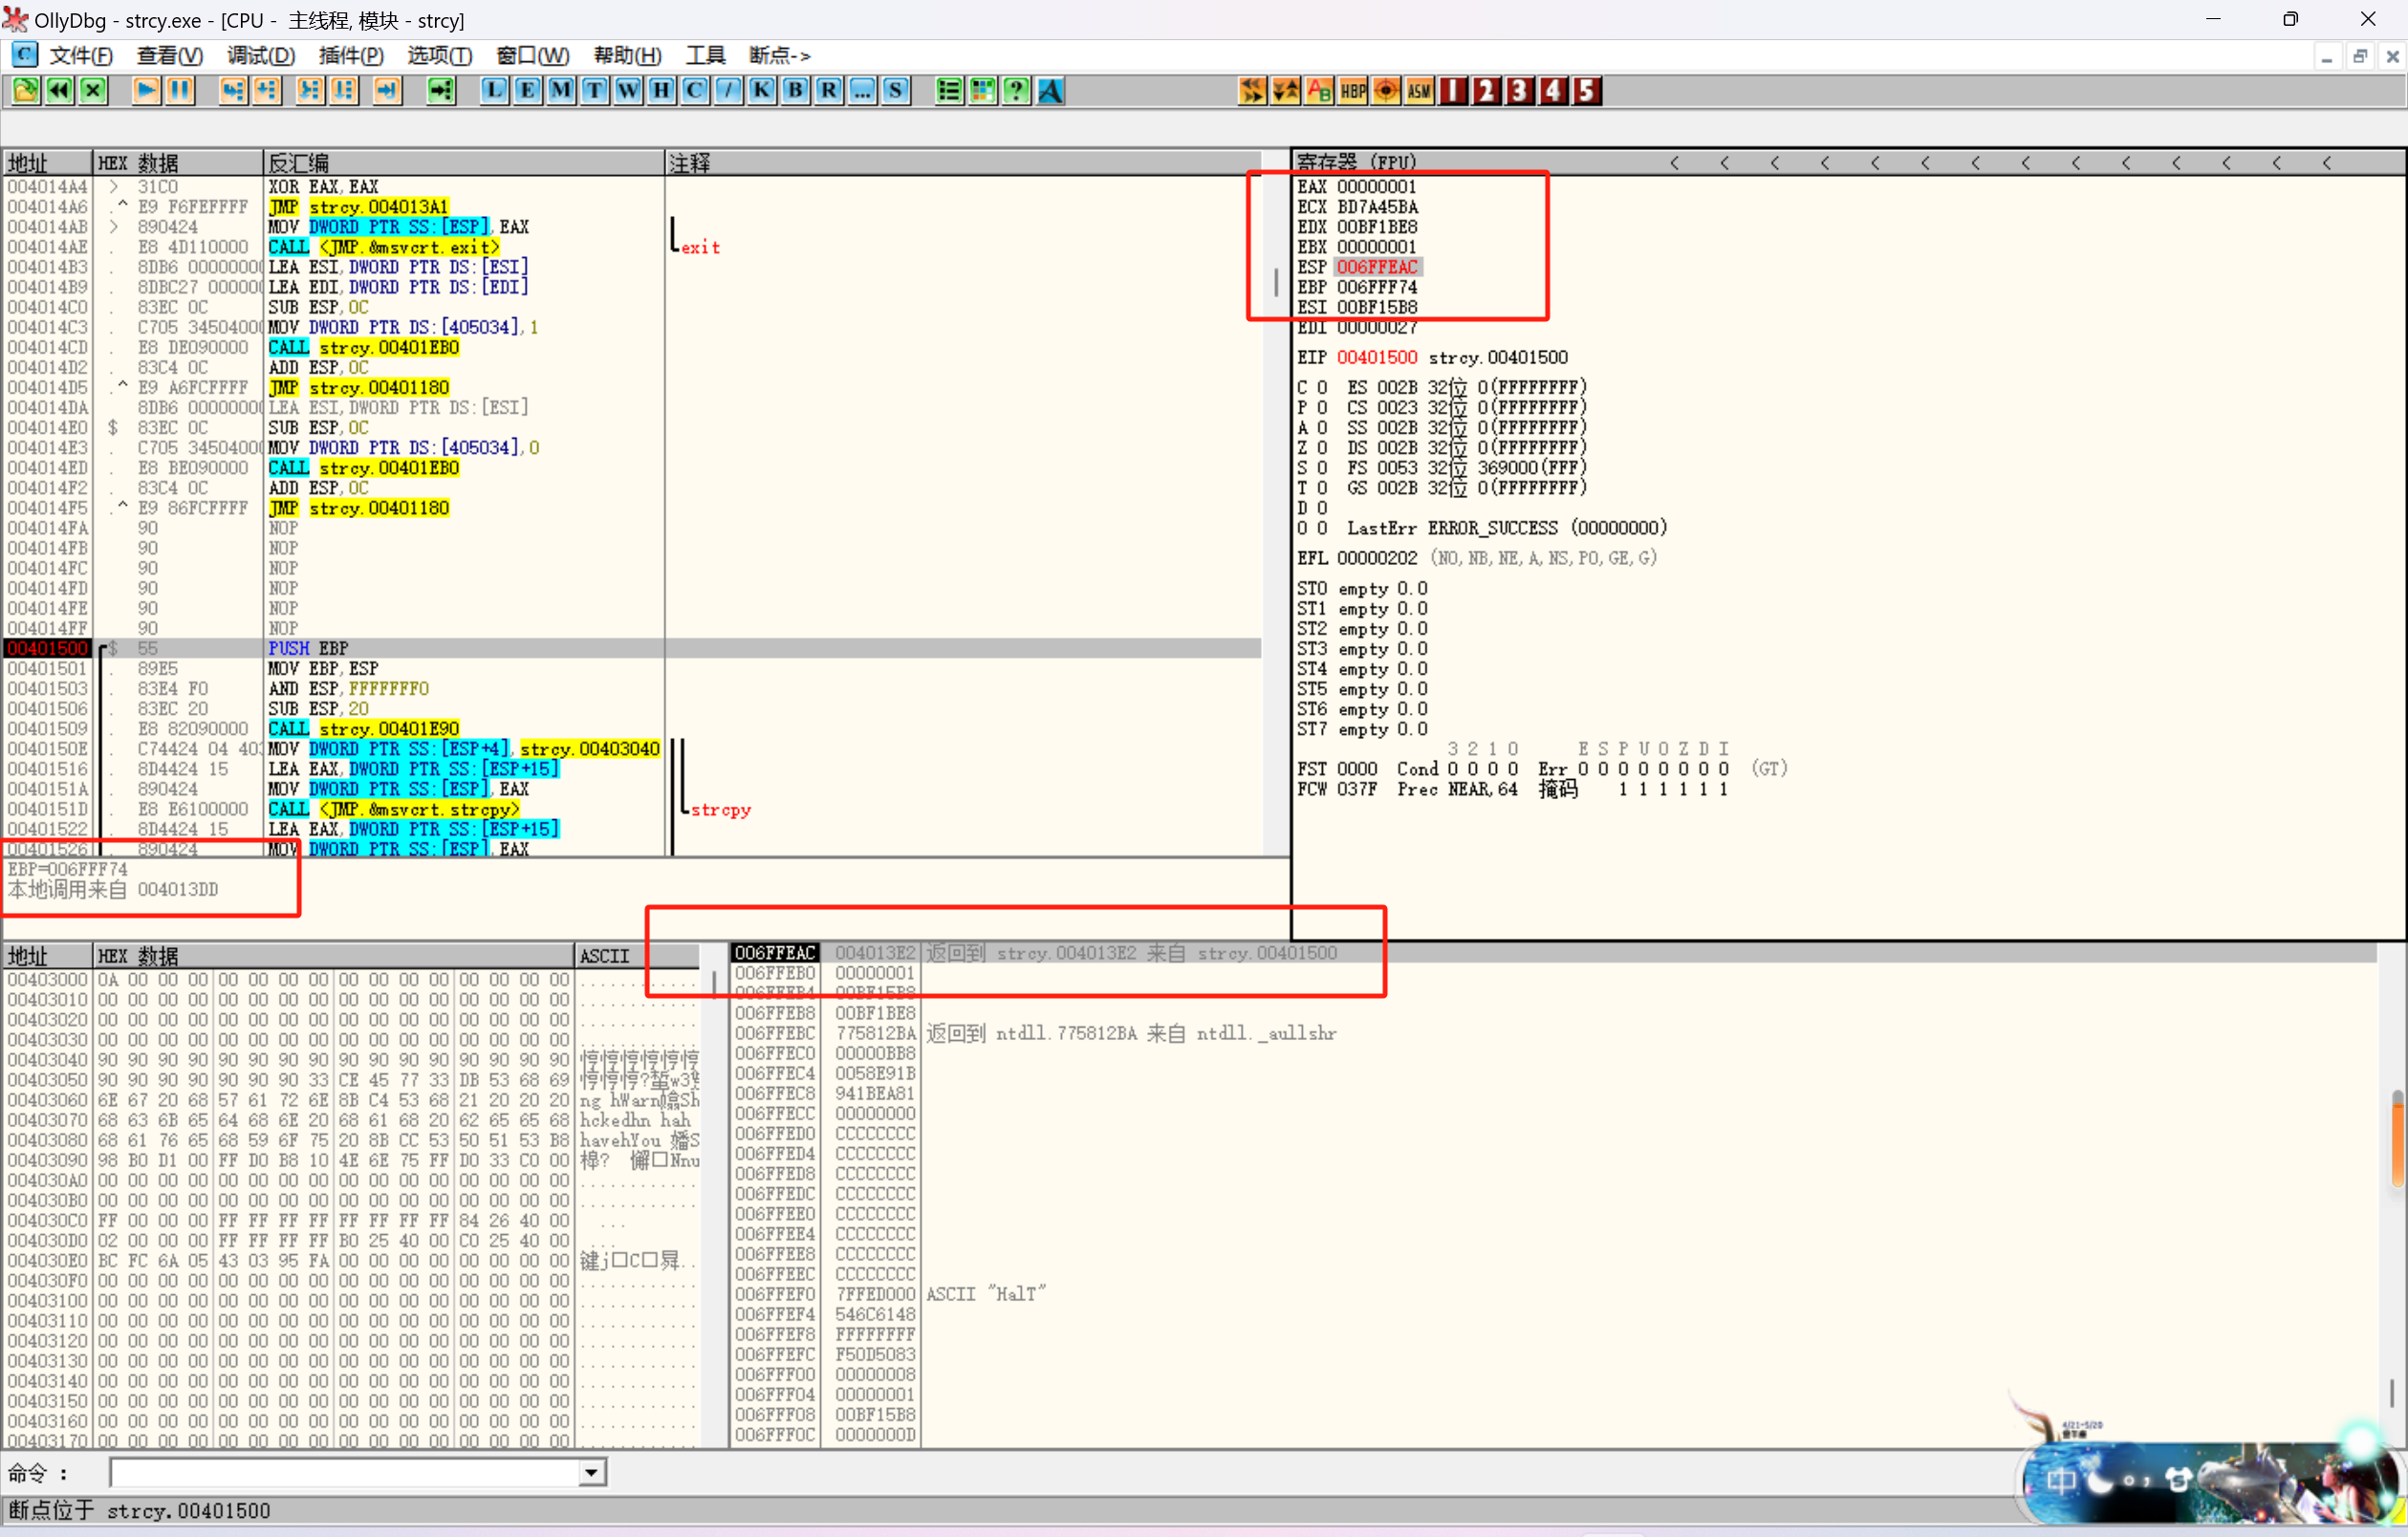 OllyDbg - strcy.exe - [CPU -  主线程, 模块 - strcy]
C 文件(F) 查看(V) 调试(D) 插件(P) 选项(T) 窗口(W) 帮助(H) 工具 断点->
L E M T W H C / K B R ... S ? A AB HBP ASM 1 2 3 4 5
地址 HEX 数据 反汇编 注释
004014A4 > 31C0 XOR EAX,EAX
004014A6 .^ E9 F6FEFFFF JMP strcy.004013A1
004014AB > 890424 MOV DWORD PTR SS:[ESP],EAX
004014AE . E8 4D110000 CALL <JMP.&msvcrt.exit> exit
004014B3 . 8DB6 00000000 LEA ESI,DWORD PTR DS:[ESI]
004014B9 . 8DBC27 000000 LEA EDI,DWORD PTR DS:[EDI]
004014C0 . 83EC 0C SUB ESP,0C
004014C3 . C705 34504000 MOV DWORD PTR DS:[405034],1
004014CD . E8 DE090000 CALL strcy.00401EB0
004014D2 . 83C4 0C ADD ESP,0C
004014D5 .^ E9 A6FCFFFF JMP strcy.00401180
004014DA 8DB6 00000000 LEA ESI,DWORD PTR DS:[ESI]
004014E0 $ 83EC 0C SUB ESP,0C
004014E3 . C705 34504000 MOV DWORD PTR DS:[405034],0
004014ED . E8 BE090000 CALL strcy.00401EB0
004014F2 . 83C4 0C ADD ESP,0C
004014F5 .^ E9 86FCFFFF JMP strcy.00401180
004014FA 90 NOP
004014FB 90 NOP
004014FC 90 NOP
004014FD 90 NOP
004014FE 90 NOP
004014FF 90 NOP
00401500 $ 55 PUSH EBP
00401501 . 89E5 MOV EBP,ESP
00401503 . 83E4 F0 AND ESP,FFFFFFF0
00401506 . 83EC 20 SUB ESP,20
00401509 . E8 82090000 CALL strcy.00401E90
0040150E . C74424 04 403 MOV DWORD PTR SS:[ESP+4],strcy.00403040
00401516 . 8D4424 15 LEA EAX,DWORD PTR SS:[ESP+15]
0040151A . 890424 MOV DWORD PTR SS:[ESP],EAX
0040151D . E8 E6100000 CALL <JMP.&msvcrt.strcpy> strcpy
00401522 . 8D4424 15 LEA EAX,DWORD PTR SS:[ESP+15]
00401526 . 890424 MOV DWORD PTR SS:[ESP],EAX
EBP=006FFF74
本地调用来自 004013DD
寄存器 (FPU) < < < < < < < < < < < < < <
EAX 00000001
ECX BD7A45BA
EDX 00BF1BE8
EBX 00000001
ESP 006FFEAC
EBP 006FFF74
ESI 00BF15B8
EDI 00000027
EIP 00401500 strcy.00401500
C 0 ES 002B 32位 0(FFFFFFFF)
P 0 CS 0023 32位 0(FFFFFFFF)
A 0 SS 002B 32位 0(FFFFFFFF)
Z 0 DS 002B 32位 0(FFFFFFFF)
S 0 FS 0053 32位 369000(FFF)
T 0 GS 002B 32位 0(FFFFFFFF)
D 0
O 0 LastErr ERROR_SUCCESS (00000000)
EFL 00000202 (NO,NB,NE,A,NS,PO,GE,G)
ST0 empty 0.0
ST1 empty 0.0
ST2 empty 0.0
ST3 empty 0.0
ST4 empty 0.0
ST5 empty 0.0
ST6 empty 0.0
ST7 empty 0.0
3 2 1 0 E S P U O Z D I
FST 0000 Cond 0 0 0 0 Err 0 0 0 0 0 0 0 0 (GT)
FCW 037F Prec NEAR,64 掩码 1 1 1 1 1 1
地址 HEX 数据 ASCII
00403000 0A 00 00 00 00 00 00 00 00 00 00 00 00 00 00 00 ............
00403010 00 00 00 00 00 00 00 00 00 00 00 00 00 00 00 00 ............
00403020 00 00 00 00 00 00 00 00 00 00 00 00 00 00 00 00 ............
00403030 00 00 00 00 00 00 00 00 00 00 00 00 00 00 00 00 ............
00403040 90 90 90 90 90 90 90 90 90 90 90 90 90 90 90 90
00403050 90 90 90 90 90 90 90 33 CE 45 77 33 DB 53 68 69
00403060 6E 67 20 68 57 61 72 6E 8B C4 53 68 21 20 20 20 ng hWarn
00403070 68 63 6B 65 64 68 6E 20 68 61 68 20 62 65 65 68 hckedhn hah
00403080 68 61 76 65 68 59 6F 75 20 8B CC 53 50 51 53 B8 havehYou
00403090 98 B0 D1 00 FF D0 B8 10 4E 6E 75 FF D0 33 C0 00
004030A0 00 00 00 00 00 00 00 00 00 00 00 00 00 00 00 00 ............
004030B0 00 00 00 00 00 00 00 00 00 00 00 00 00 00 00 00 ............
004030C0 FF 00 00 00 FF FF FF FF FF FF FF FF 84 26 40 00 ...
004030D0 02 00 00 00 FF FF FF FF B0 25 40 00 C0 25 40 00 ...
004030E0 BC FC 6A 05 43 03 95 FA 00 00 00 00 00 00 00 00
004030F0 00 00 00 00 00 00 00 00 00 00 00 00 00 00 00 00 ............
00403100 00 00 00 00 00 00 00 00 00 00 00 00 00 00 00 00 ............
00403110 00 00 00 00 00 00 00 00 00 00 00 00 00 00 00 00 ............
00403120 00 00 00 00 00 00 00 00 00 00 00 00 00 00 00 00 ............
00403130 00 00 00 00 00 00 00 00 00 00 00 00 00 00 00 00 ............
00403140 00 00 00 00 00 00 00 00 00 00 00 00 00 00 00 00 ............
00403150 00 00 00 00 00 00 00 00 00 00 00 00 00 00 00 00 ............
00403160 00 00 00 00 00 00 00 00 00 00 00 00 00 00 00 00 ............
00403170 00 00 00 00 00 00 00 00 00 00 00 00 00 00 00 00 ............
006FFEAC 004013E2 返回到 strcy.004013E2 来自 strcy.00401500
006FFEB0 00000001
006FFEB4 00BF15B8
006FFEB8 00BF1BE8
006FFEBC 775812BA 返回到 ntdll.775812BA 来自 ntdll._aullshr
006FFEC0 00000BB8
006FFEC4 0058E91B
006FFEC8 941BEA81
006FFECC 00000000
006FFED0 CCCCCCCC
006FFED4 CCCCCCCC
006FFED8 CCCCCCCC
006FFEDC CCCCCCCC
006FFEE0 CCCCCCCC
006FFEE4 CCCCCCCC
006FFEE8 CCCCCCCC
006FFEEC CCCCCCCC
006FFEF0 7FFED000 ASCII "HalT"
006FFEF4 546C6148
006FFEF8 FFFFFFFF
006FFEFC F50D5083
006FFF00 00000008
006FFF04 00000001
006FFF08 00BF15B8
006FFF0C 0000000D
4/21-5/20
中
命令 :
断点位于 strcy.00401500